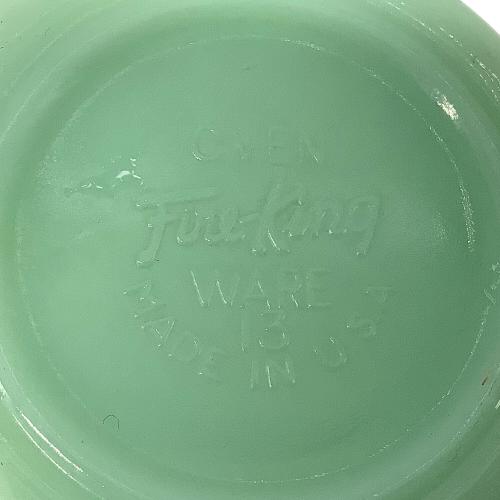 OVEN
Fire-King
WARE
13
MADE IN U S A